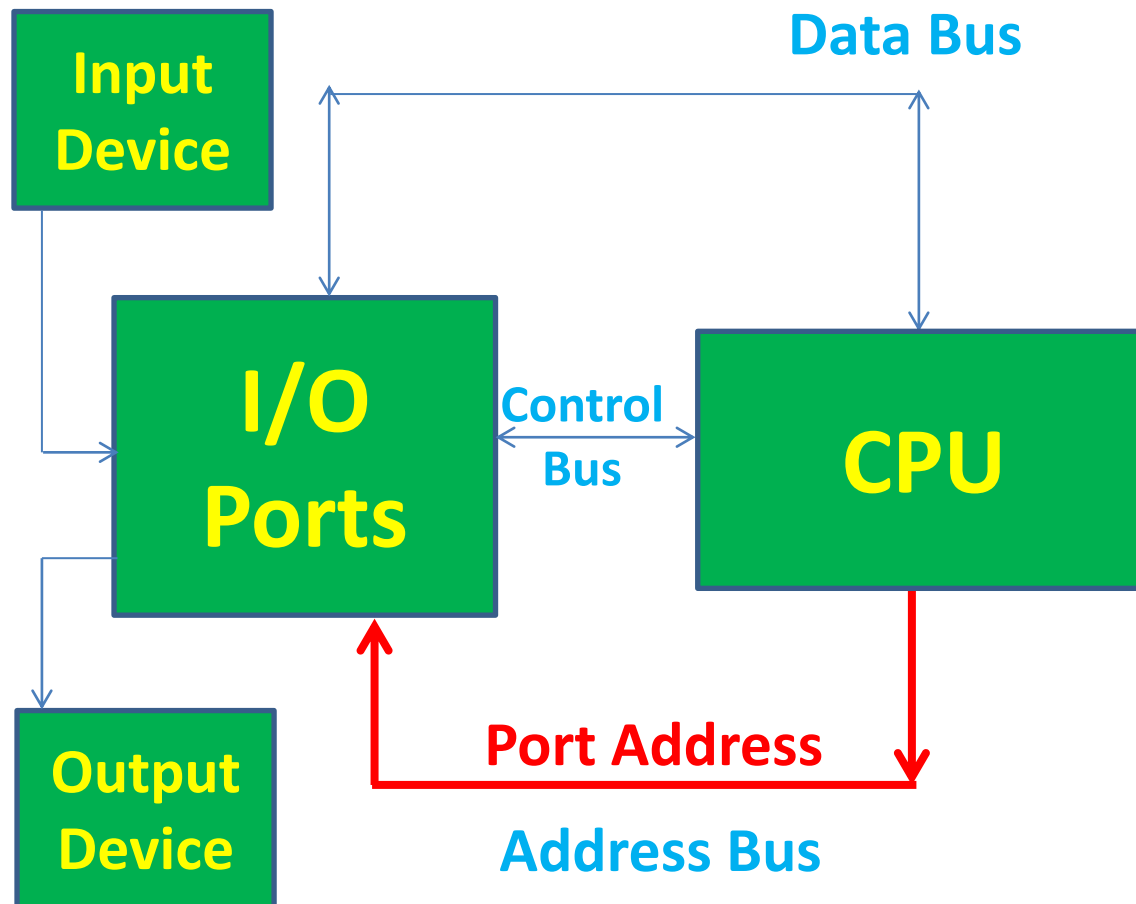 Data Bus
Input
Device
I/O
Ports
Control
Bus
CPU
Port Address
Address Bus
Output
Device